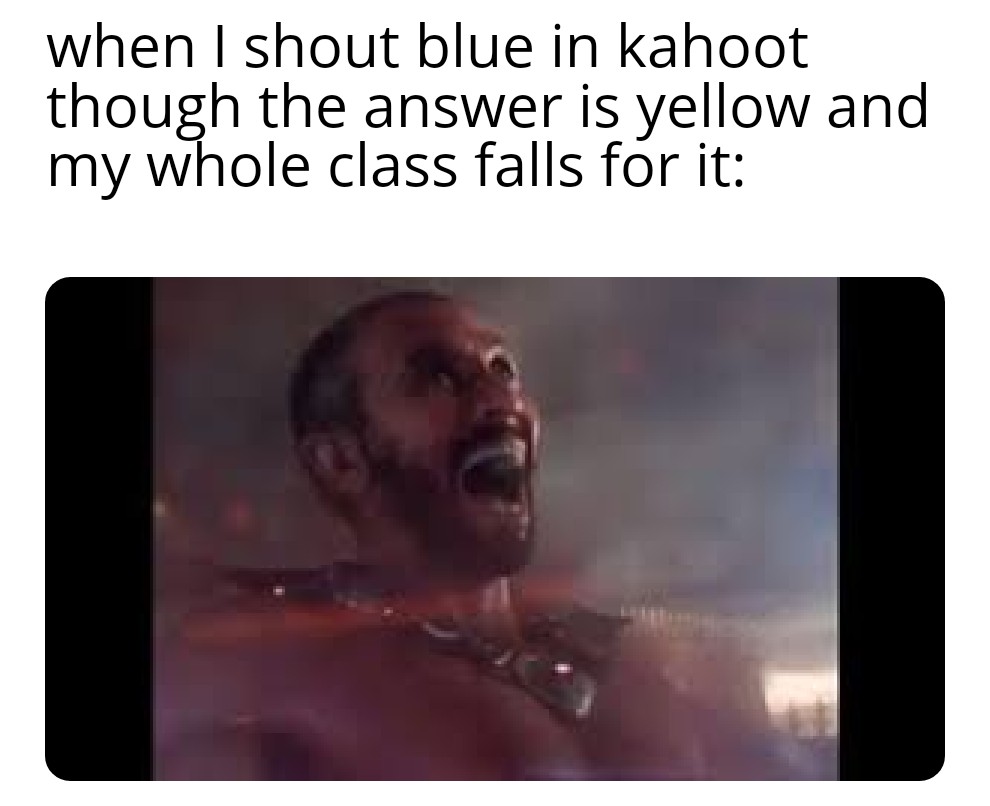 when I shout blue in kahoot
though the answer is yellow and
my whole class falls for it: